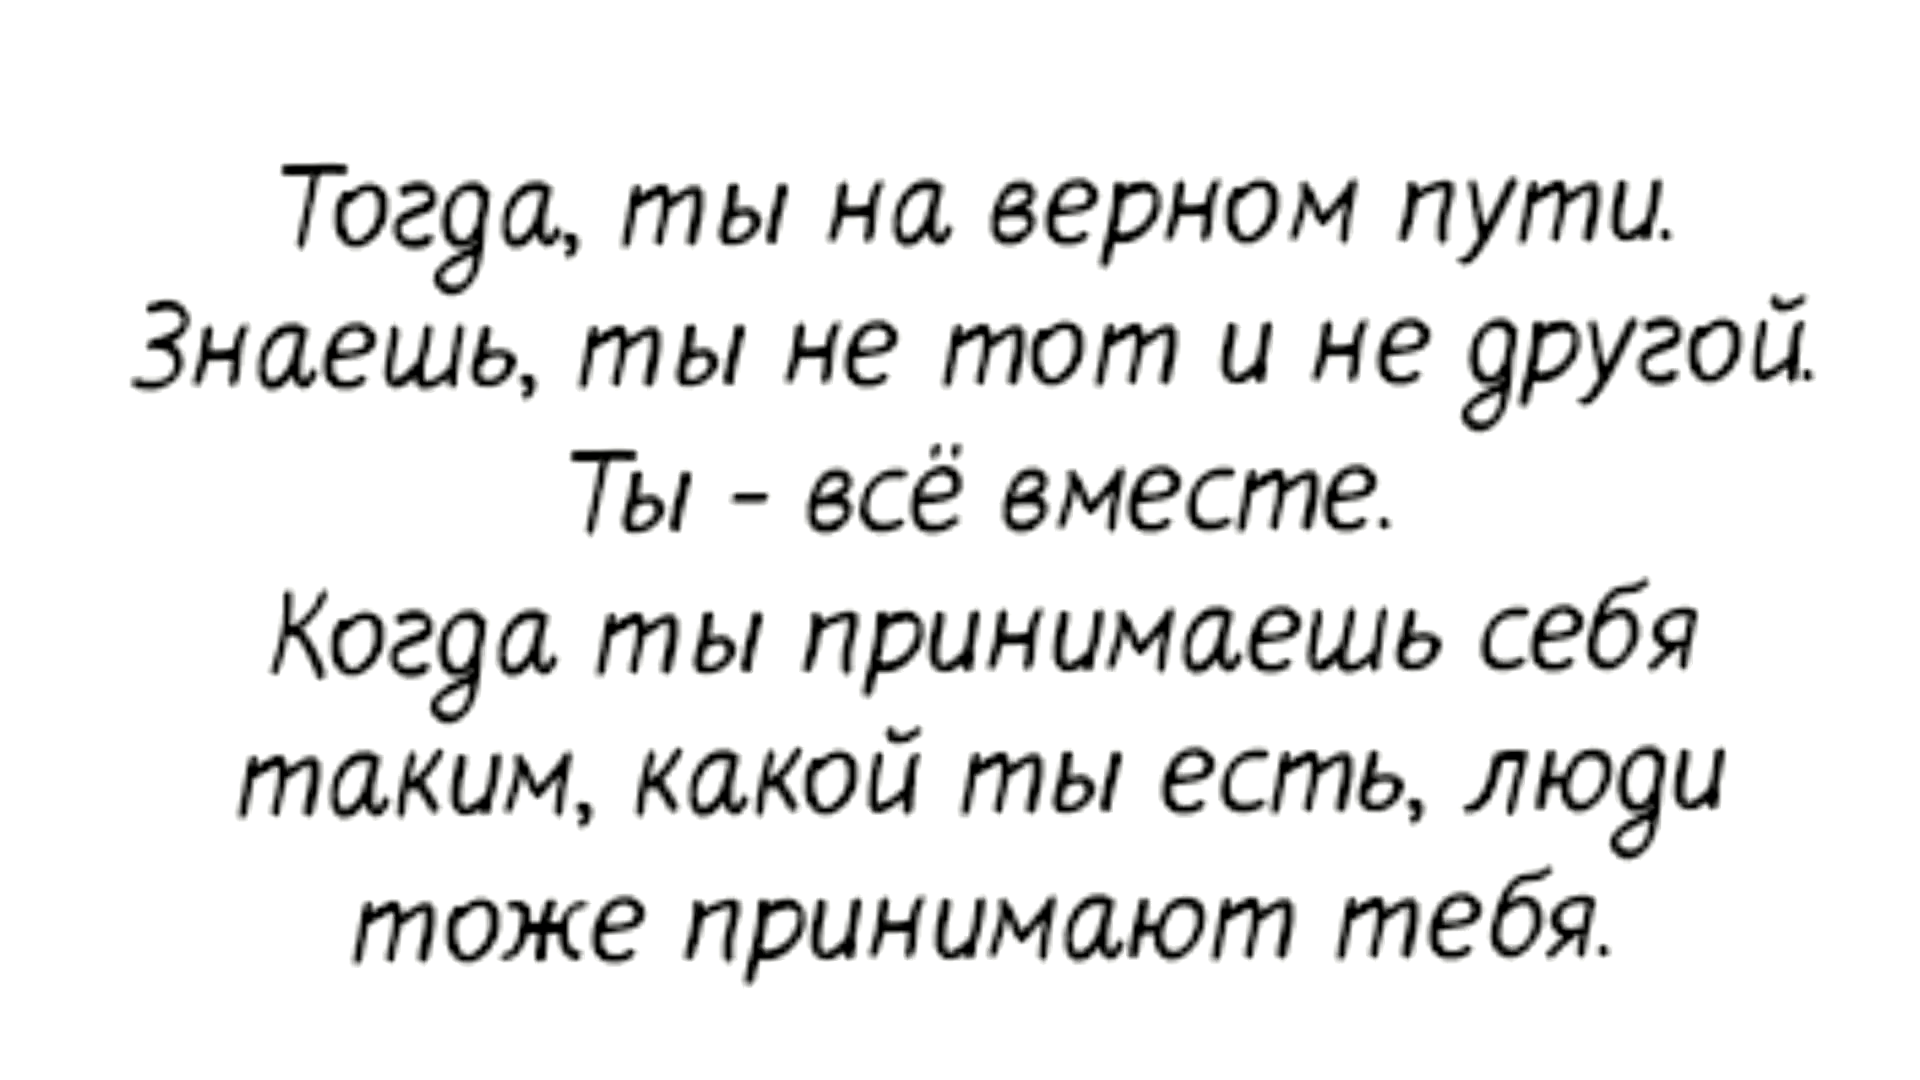 Тогда, ты на верном пути.
Знаешь, ты не тот и не другой.
Ты - всё вместе.
Когда ты принимаешь себя
таким, какой ты есть, люди
тоже принимают тебя.